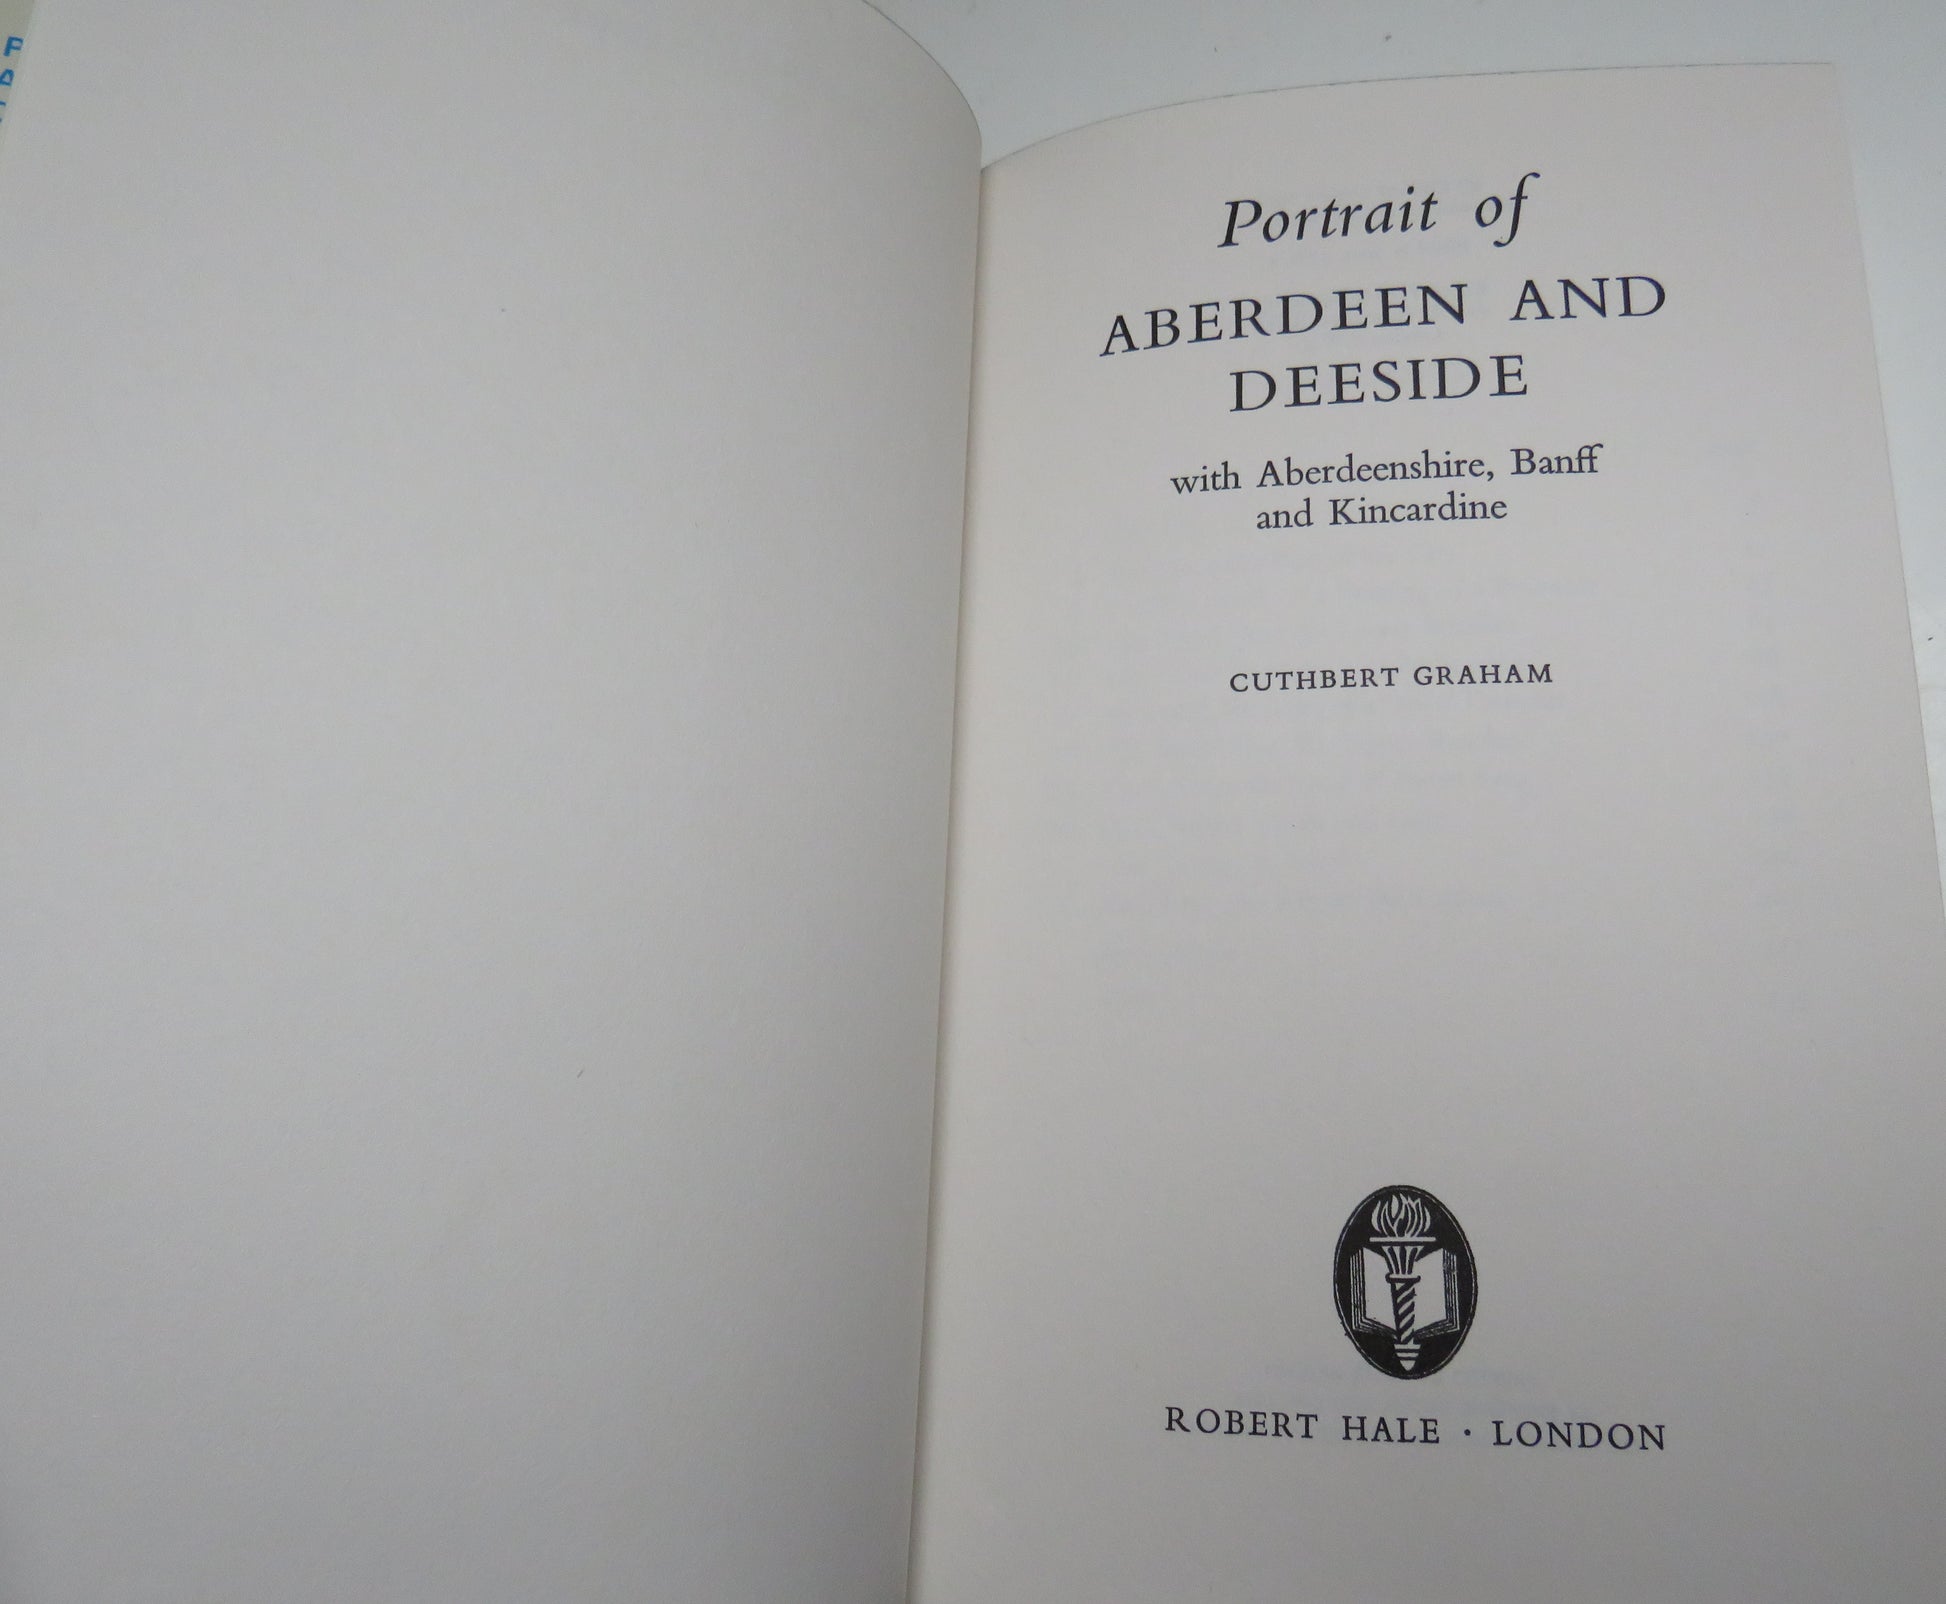 Portrait of
ABERDEEN AND
DEESIDE
with Aberdeenshire, Banff
and Kincardine
CUTHBERT GRAHAM
ROBERT HALE · LONDON